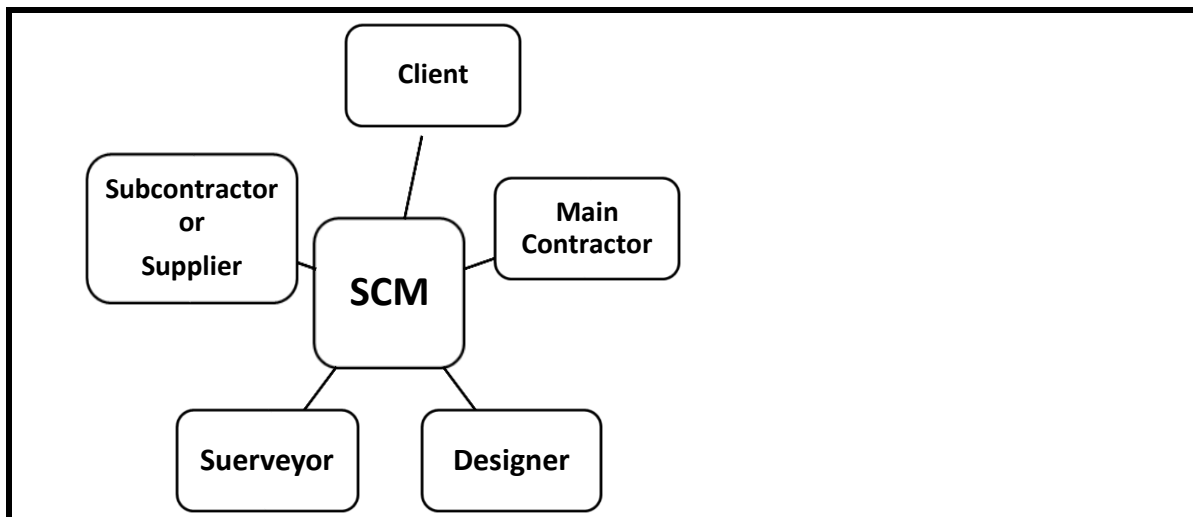 Client
Subcontractor
or
Supplier
Main
Contractor
SCM
Suerveyor
Designer